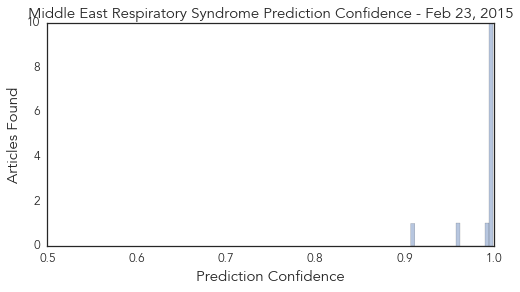 Middle East Respiratory Syndrome Prediction Confidence - Feb 23, 2015
10
8
6
4
2
0
Articles Found
0.5 0.6 0.7 0.8 0.9 1.0
Prediction Confidence